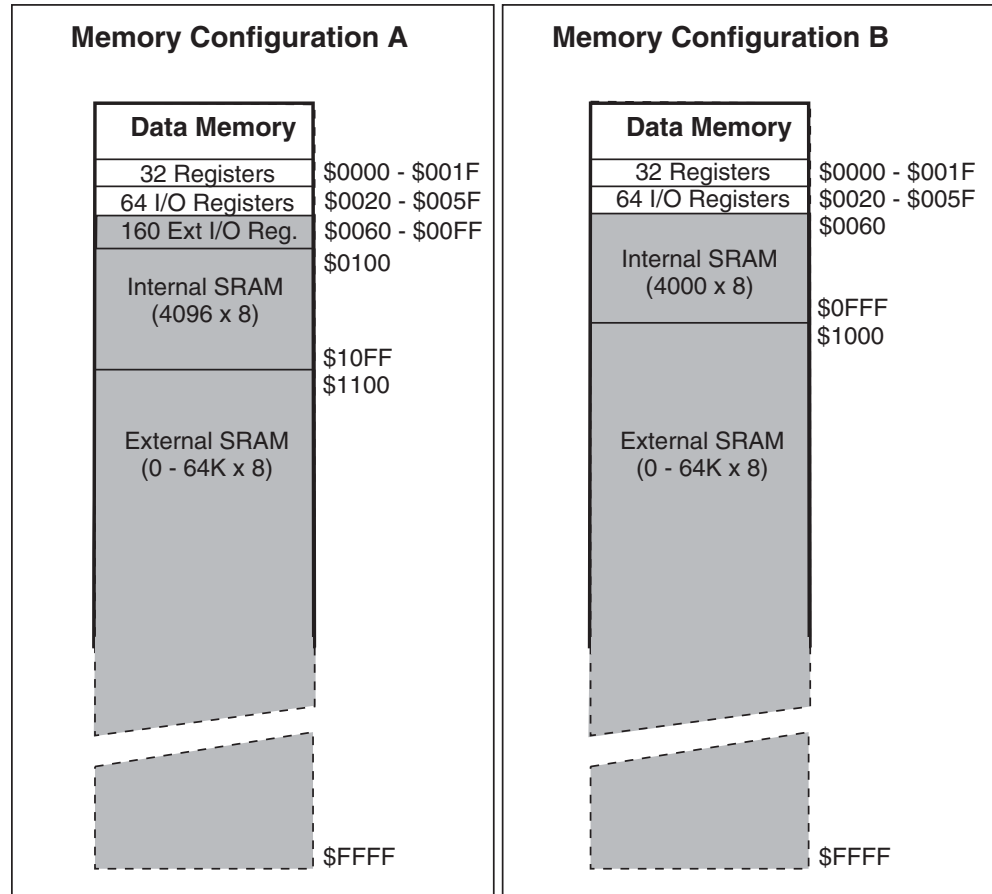 Memory Configuration A
Data Memory
32 Registers
$0000 - $001F
64 I/O Registers
$0020 - $005F
160 Ext I/O Reg.
$0060 - $00FF
$0100
Internal SRAM
(4096 x 8)
$10FF
$1100
External SRAM
(0 - 64K x 8)
$FFFF
Memory Configuration B
Data Memory
32 Registers
$0000 - $001F
64 I/O Registers
$0020 - $005F
$0060
Internal SRAM
(4000 x 8)
$0FFF
$1000
External SRAM
(0 - 64K x 8)
$FFFF